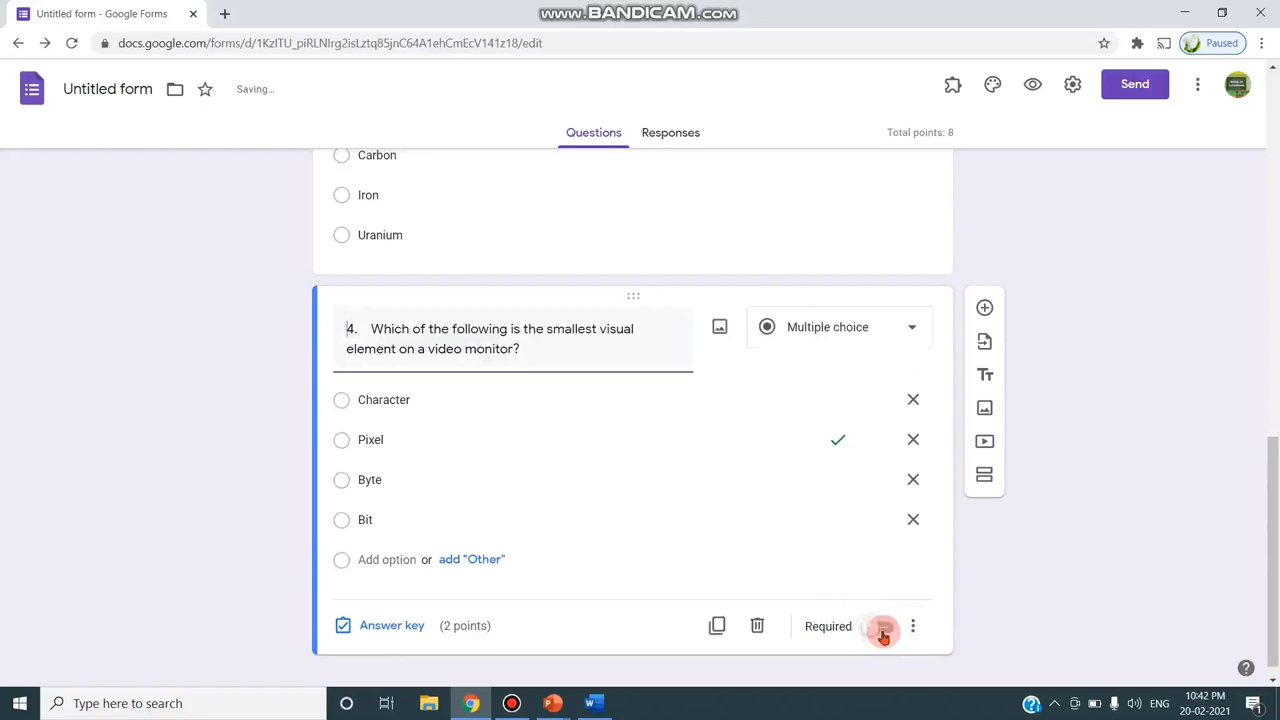 www.BANDICAM.com
Untitled form - Google Forms
docs.google.com/forms/d/1KzITU_piRLNIrg2isLztq85jnC64A1ehCmEcV141z18/edit
Paused
Untitled form
Saving...
Send
Questions
Responses
Total points: 8
Carbon
Iron
Uranium
4. Which of the following is the smallest visual
element on a video monitor?
Multiple choice
Character
Pixel
Byte
Bit
Add option or add "Other"
Answer key (2 points)
Required
Type here to search
ENG
10:42 PM
20-02-2021